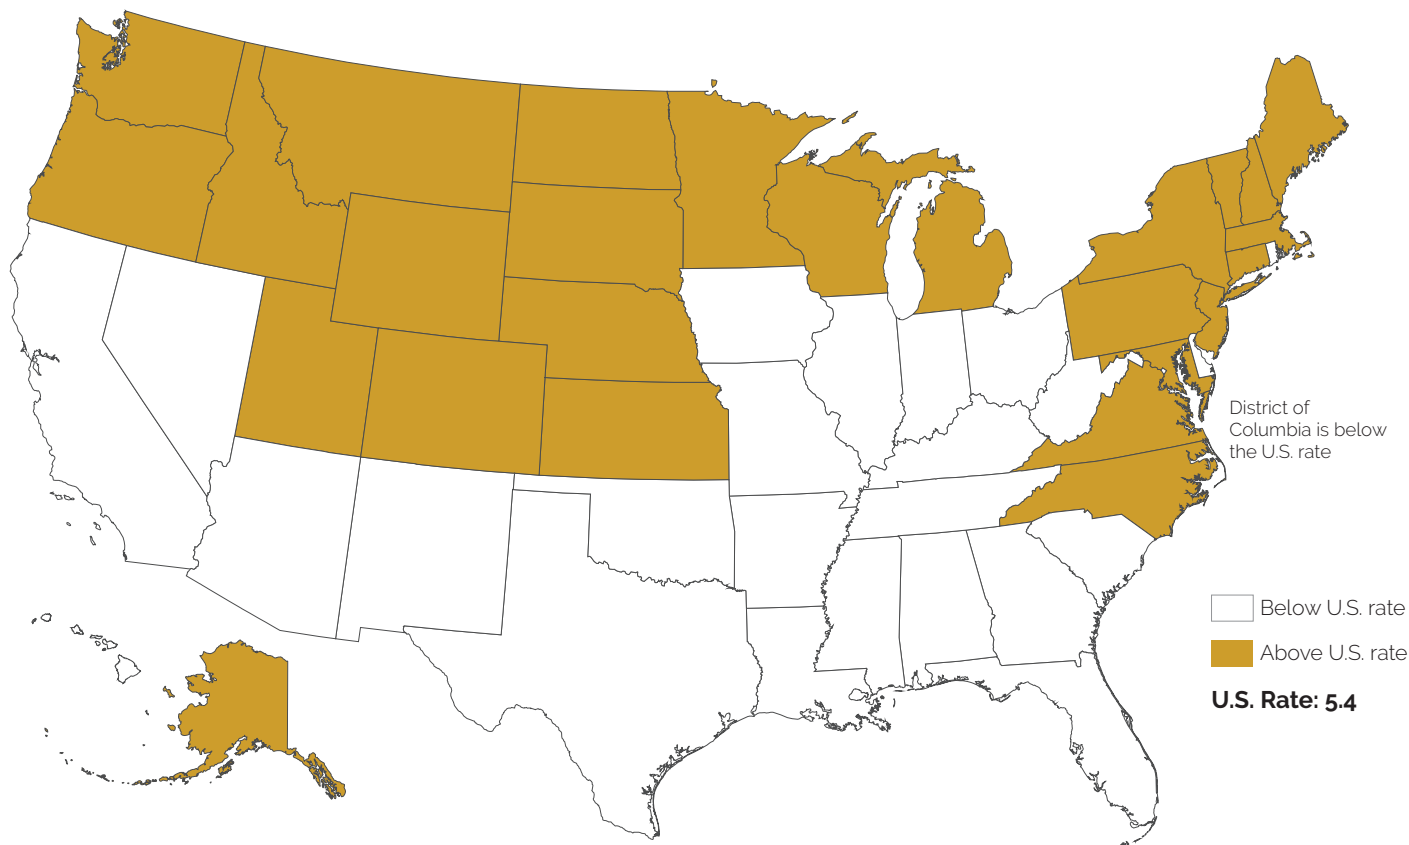 District of
Columbia is below
the U.S. rate
Below U.S. rate
Above U.S. rate
U.S. Rate: 5.4